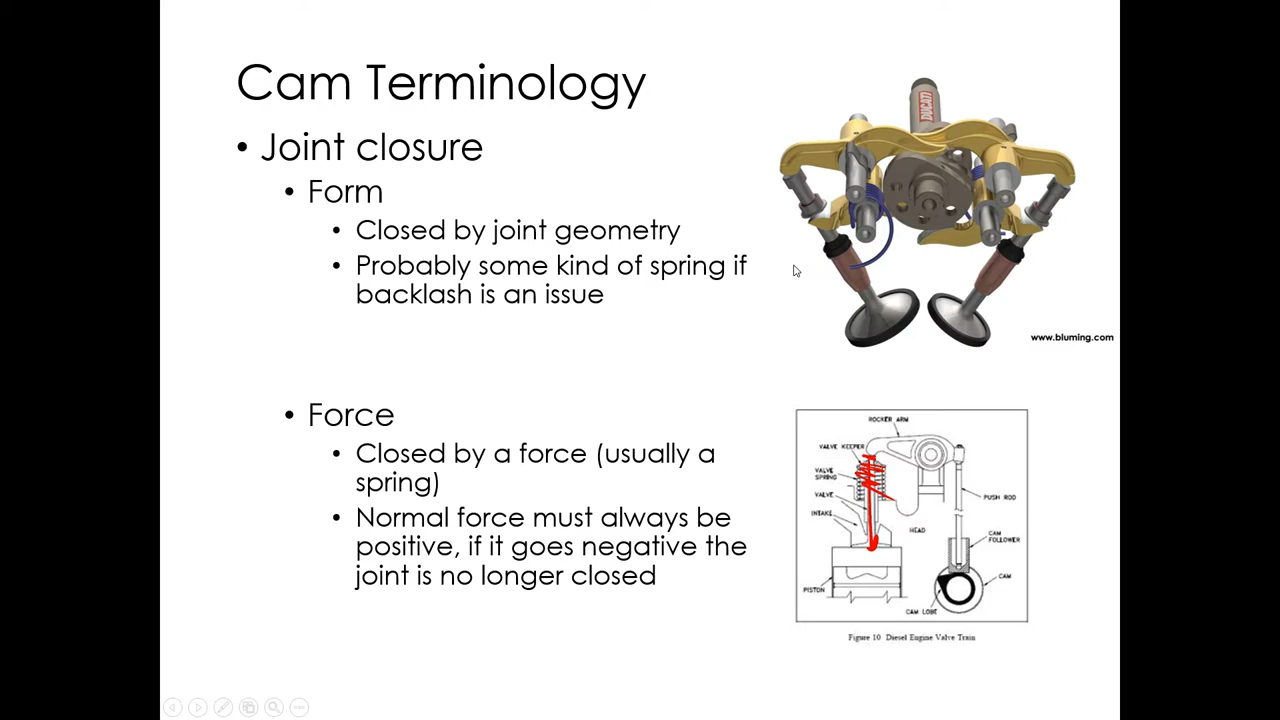 Cam Terminology
• Joint closure
• Form
• Closed by joint geometry
• Probably some kind of spring if
backlash is an issue
DUCATI
www.bluming.com
• Force
• Closed by a force (usually a
spring)
• Normal force must always be
positive, if it goes negative the
joint is no longer closed
ROCKER ARM
VALVE KEEPER
VALVE
SPRING
VALVE
INTAKE
PUSH ROD
HEAD
CAM
FOLLOWER
CAM
PISTON
CAM LOBE
Figure 10 Diesel Engine Valve Train